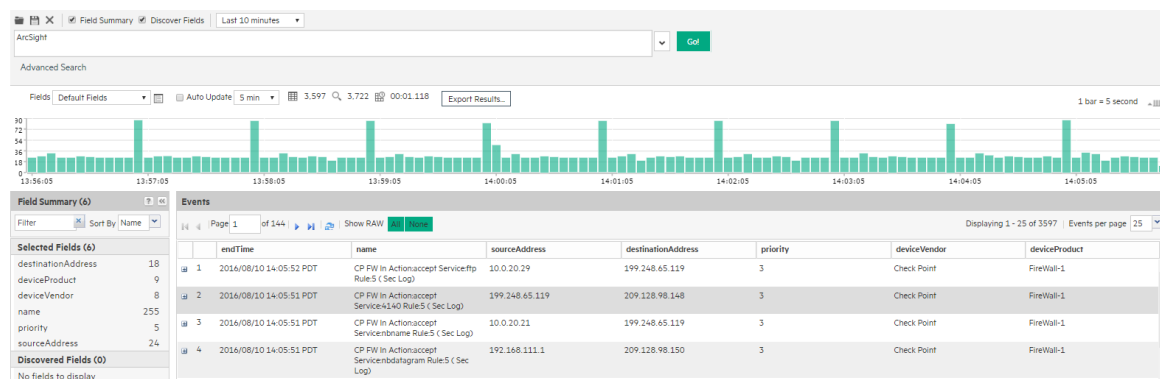 Field Summary Discover Fields Last 10 minutes
ArcSight
Go!
Advanced Search
Fields Default Fields Auto Update 5 min 3,597 3,722 00:01.118 Export Results...
1 bar = 5 second
90
72
54
36
18
0
13:56:05 13:57:05 13:58:05 13:59:05 14:00:05 14:01:05 14:02:05 14:03:05 14:04:05 14:05:05
Field Summary (6) ? «
Filter Sort By Name
Selected Fields (6)
destinationAddress 18
deviceProduct 9
deviceVendor 8
name 255
priority 5
sourceAddress 24
Discovered Fields (0)
No fields to display
Events
Page 1 of 144 Show RAW All None Displaying 1 - 25 of 3597 Events per page 25
endTime name sourceAddress destinationAddress priority deviceVendor deviceProduct
1 2016/08/10 14:05:52 PDT CP FW In Action:accept Service:ftp 10.0.20.29 199.248.65.119 3 Check Point FireWall-1
Rule:5 ( Sec Log)
2 2016/08/10 14:05:51 PDT CP FW In Action:accept 199.248.65.119 209.128.98.148 3 Check Point FireWall-1
Service:4140 Rule:5 ( Sec Log)
3 2016/08/10 14:05:51 PDT CP FW In Action:accept 10.0.20.21 199.248.65.119 3 Check Point FireWall-1
Service:nbname Rule:5 ( Sec Log)
4 2016/08/10 14:05:51 PDT CP FW In Action:accept 192.168.111.1 209.128.98.150 3 Check Point FireWall-1
Service:nbdatagram Rule:5 ( Sec
Log)